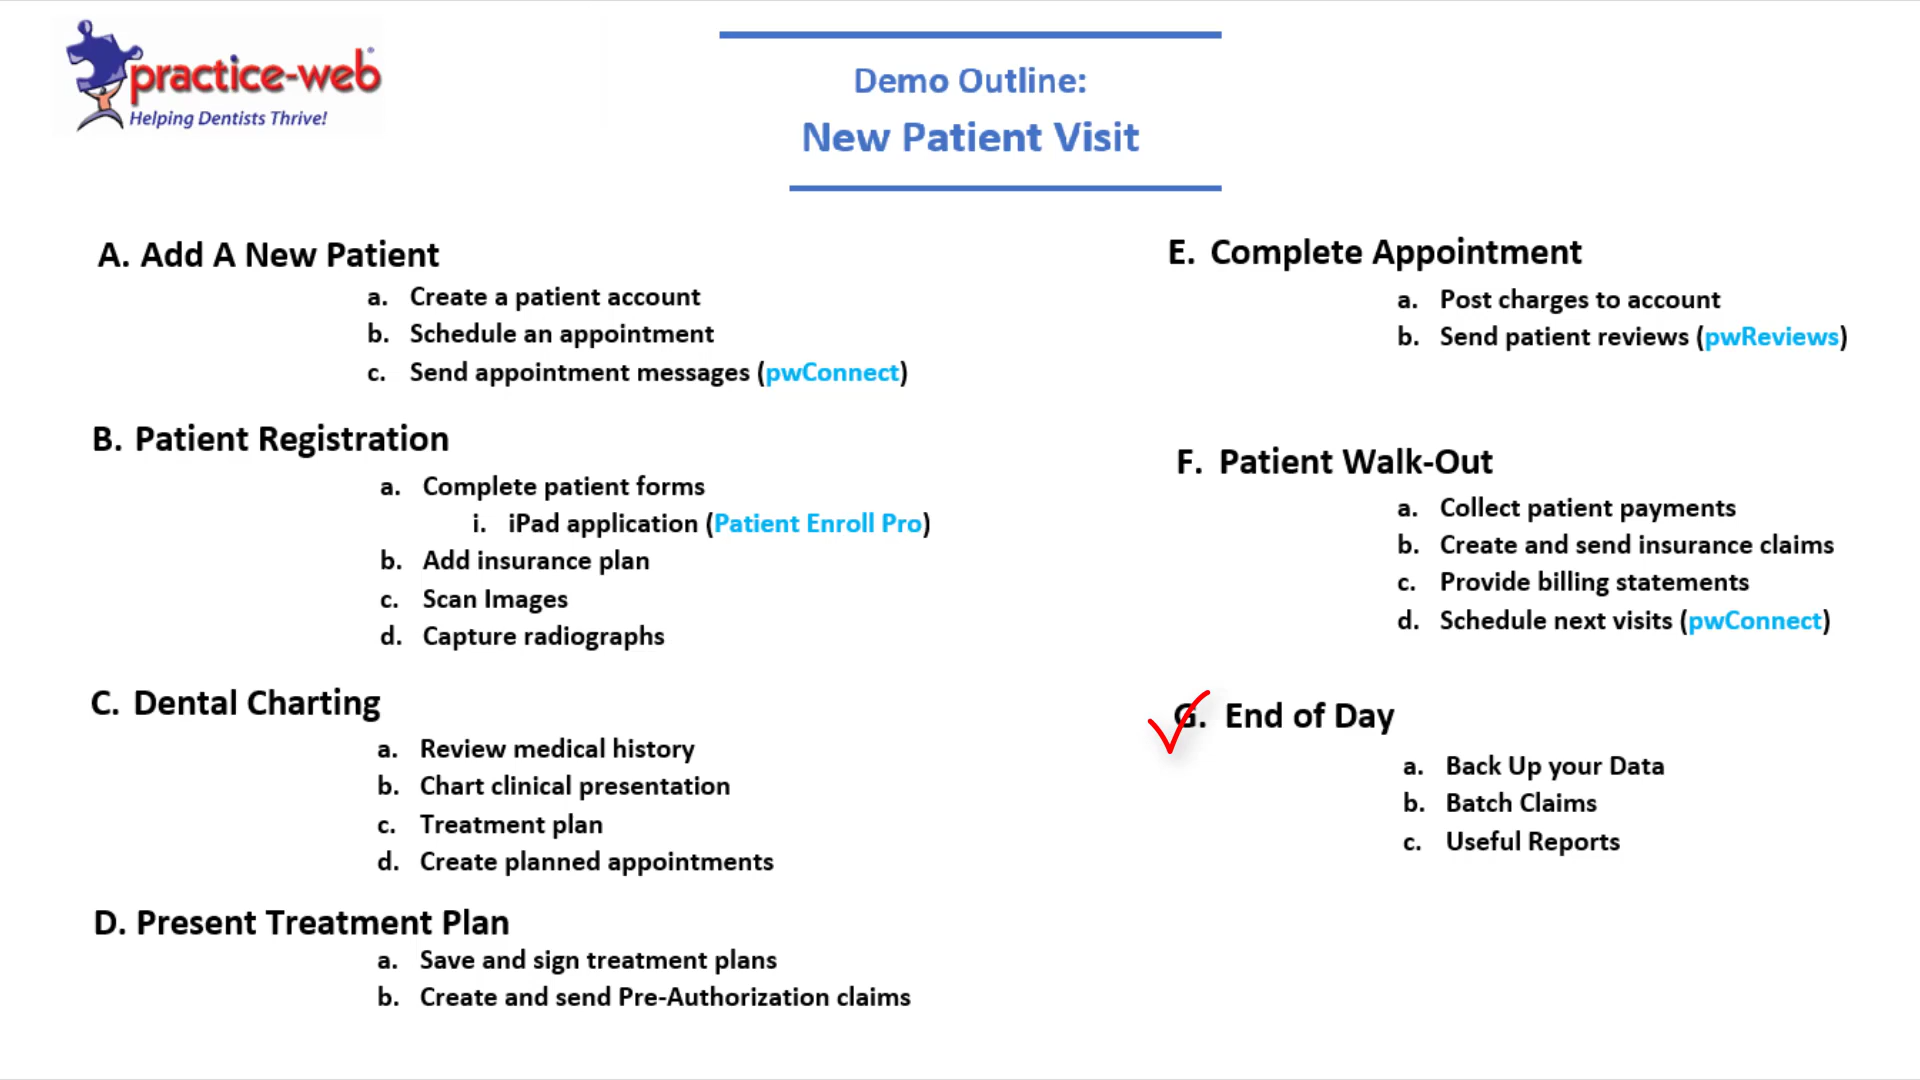 practice-web®
Helping Dentists Thrive!
Demo Outline:
New Patient Visit
A. Add A New Patient
a. Create a patient account
b. Schedule an appointment
c. Send appointment messages (pwConnect)
B. Patient Registration
a. Complete patient forms
i. iPad application (Patient Enroll Pro)
b. Add insurance plan
c. Scan Images
d. Capture radiographs
C. Dental Charting
a. Review medical history
b. Chart clinical presentation
c. Treatment plan
d. Create planned appointments
D. Present Treatment Plan
a. Save and sign treatment plans
b. Create and send Pre-Authorization claims
E. Complete Appointment
a. Post charges to account
b. Send patient reviews (pwReviews)
F. Patient Walk-Out
a. Collect patient payments
b. Create and send insurance claims
c. Provide billing statements
d. Schedule next visits (pwConnect)
G. End of Day
a. Back Up your Data
b. Batch Claims
c. Useful Reports